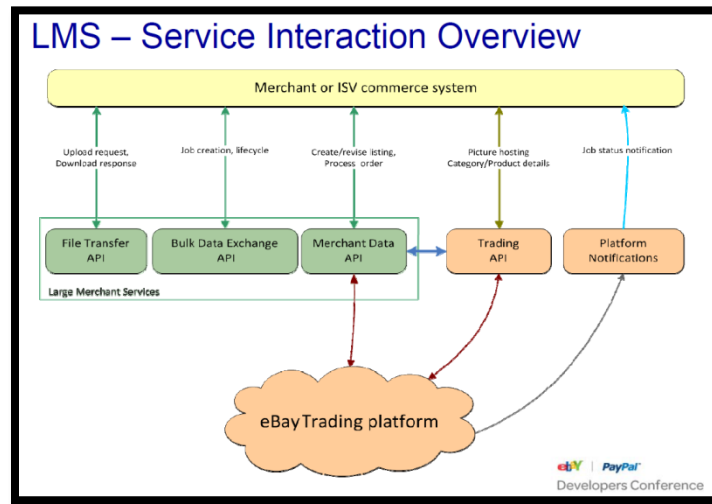 LMS – Service Interaction Overview
Merchant or ISV commerce system
Upload request,
Download response
Job creation, lifecycle
Create/revise listing,
Process order
Picture hosting
Category/Product details
Job status notification
File Transfer
API
Bulk Data Exchange
API
Merchant Data
API
Trading
API
Platform
Notifications
Large Merchant Services
eBay Trading platform
ebY | PayPal
Developers Conference